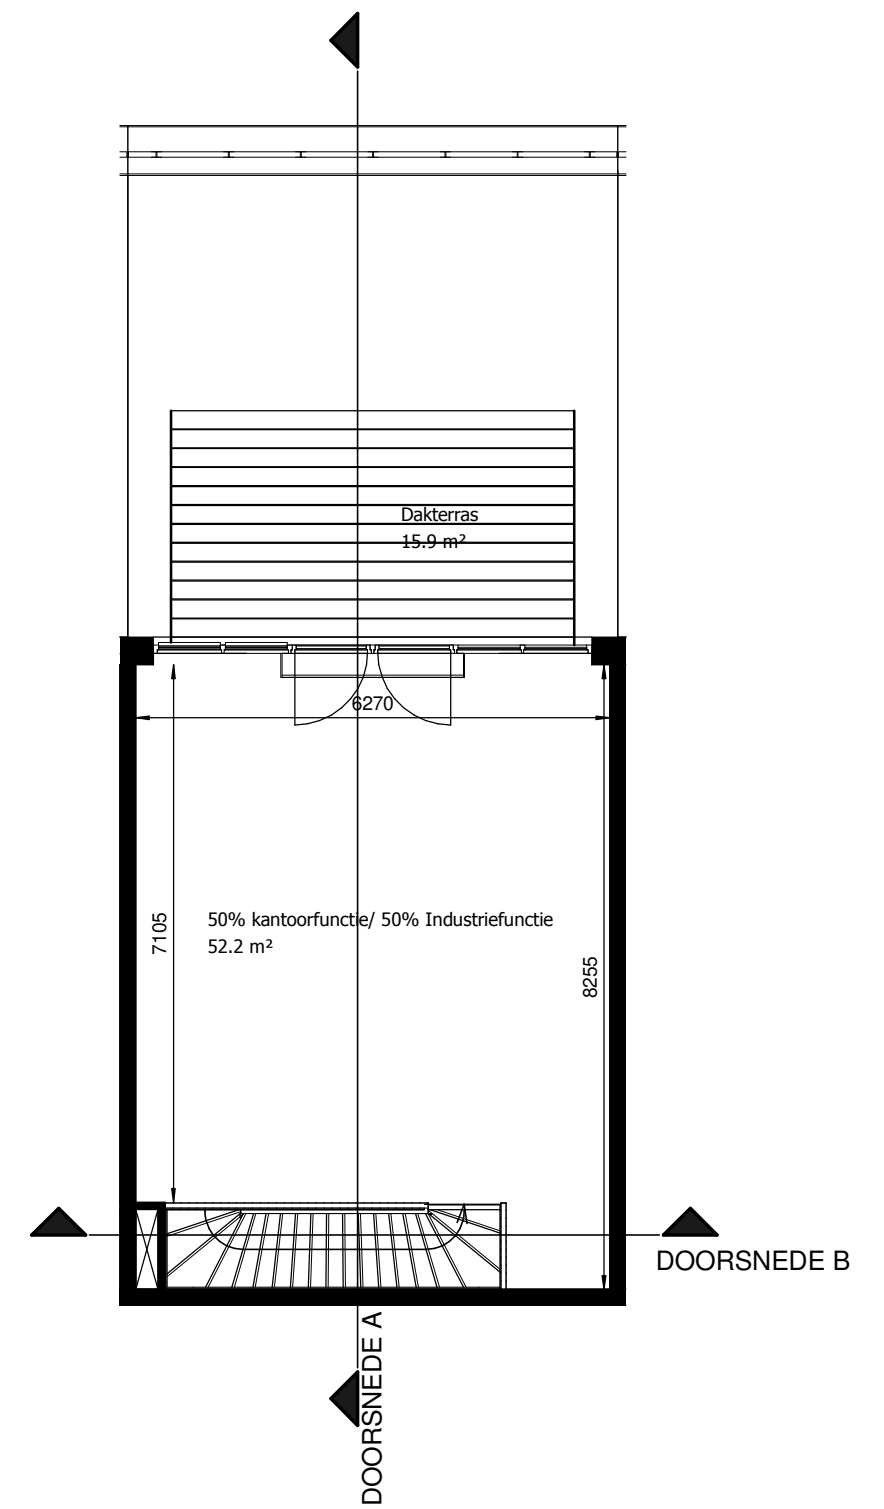 Dakterras
15.9 m²
6270
7105
50% kantoorfunctie/ 50% Industriefunctie
52.2 m²
8255
DOORSNEDE B
DOORSNEDE A